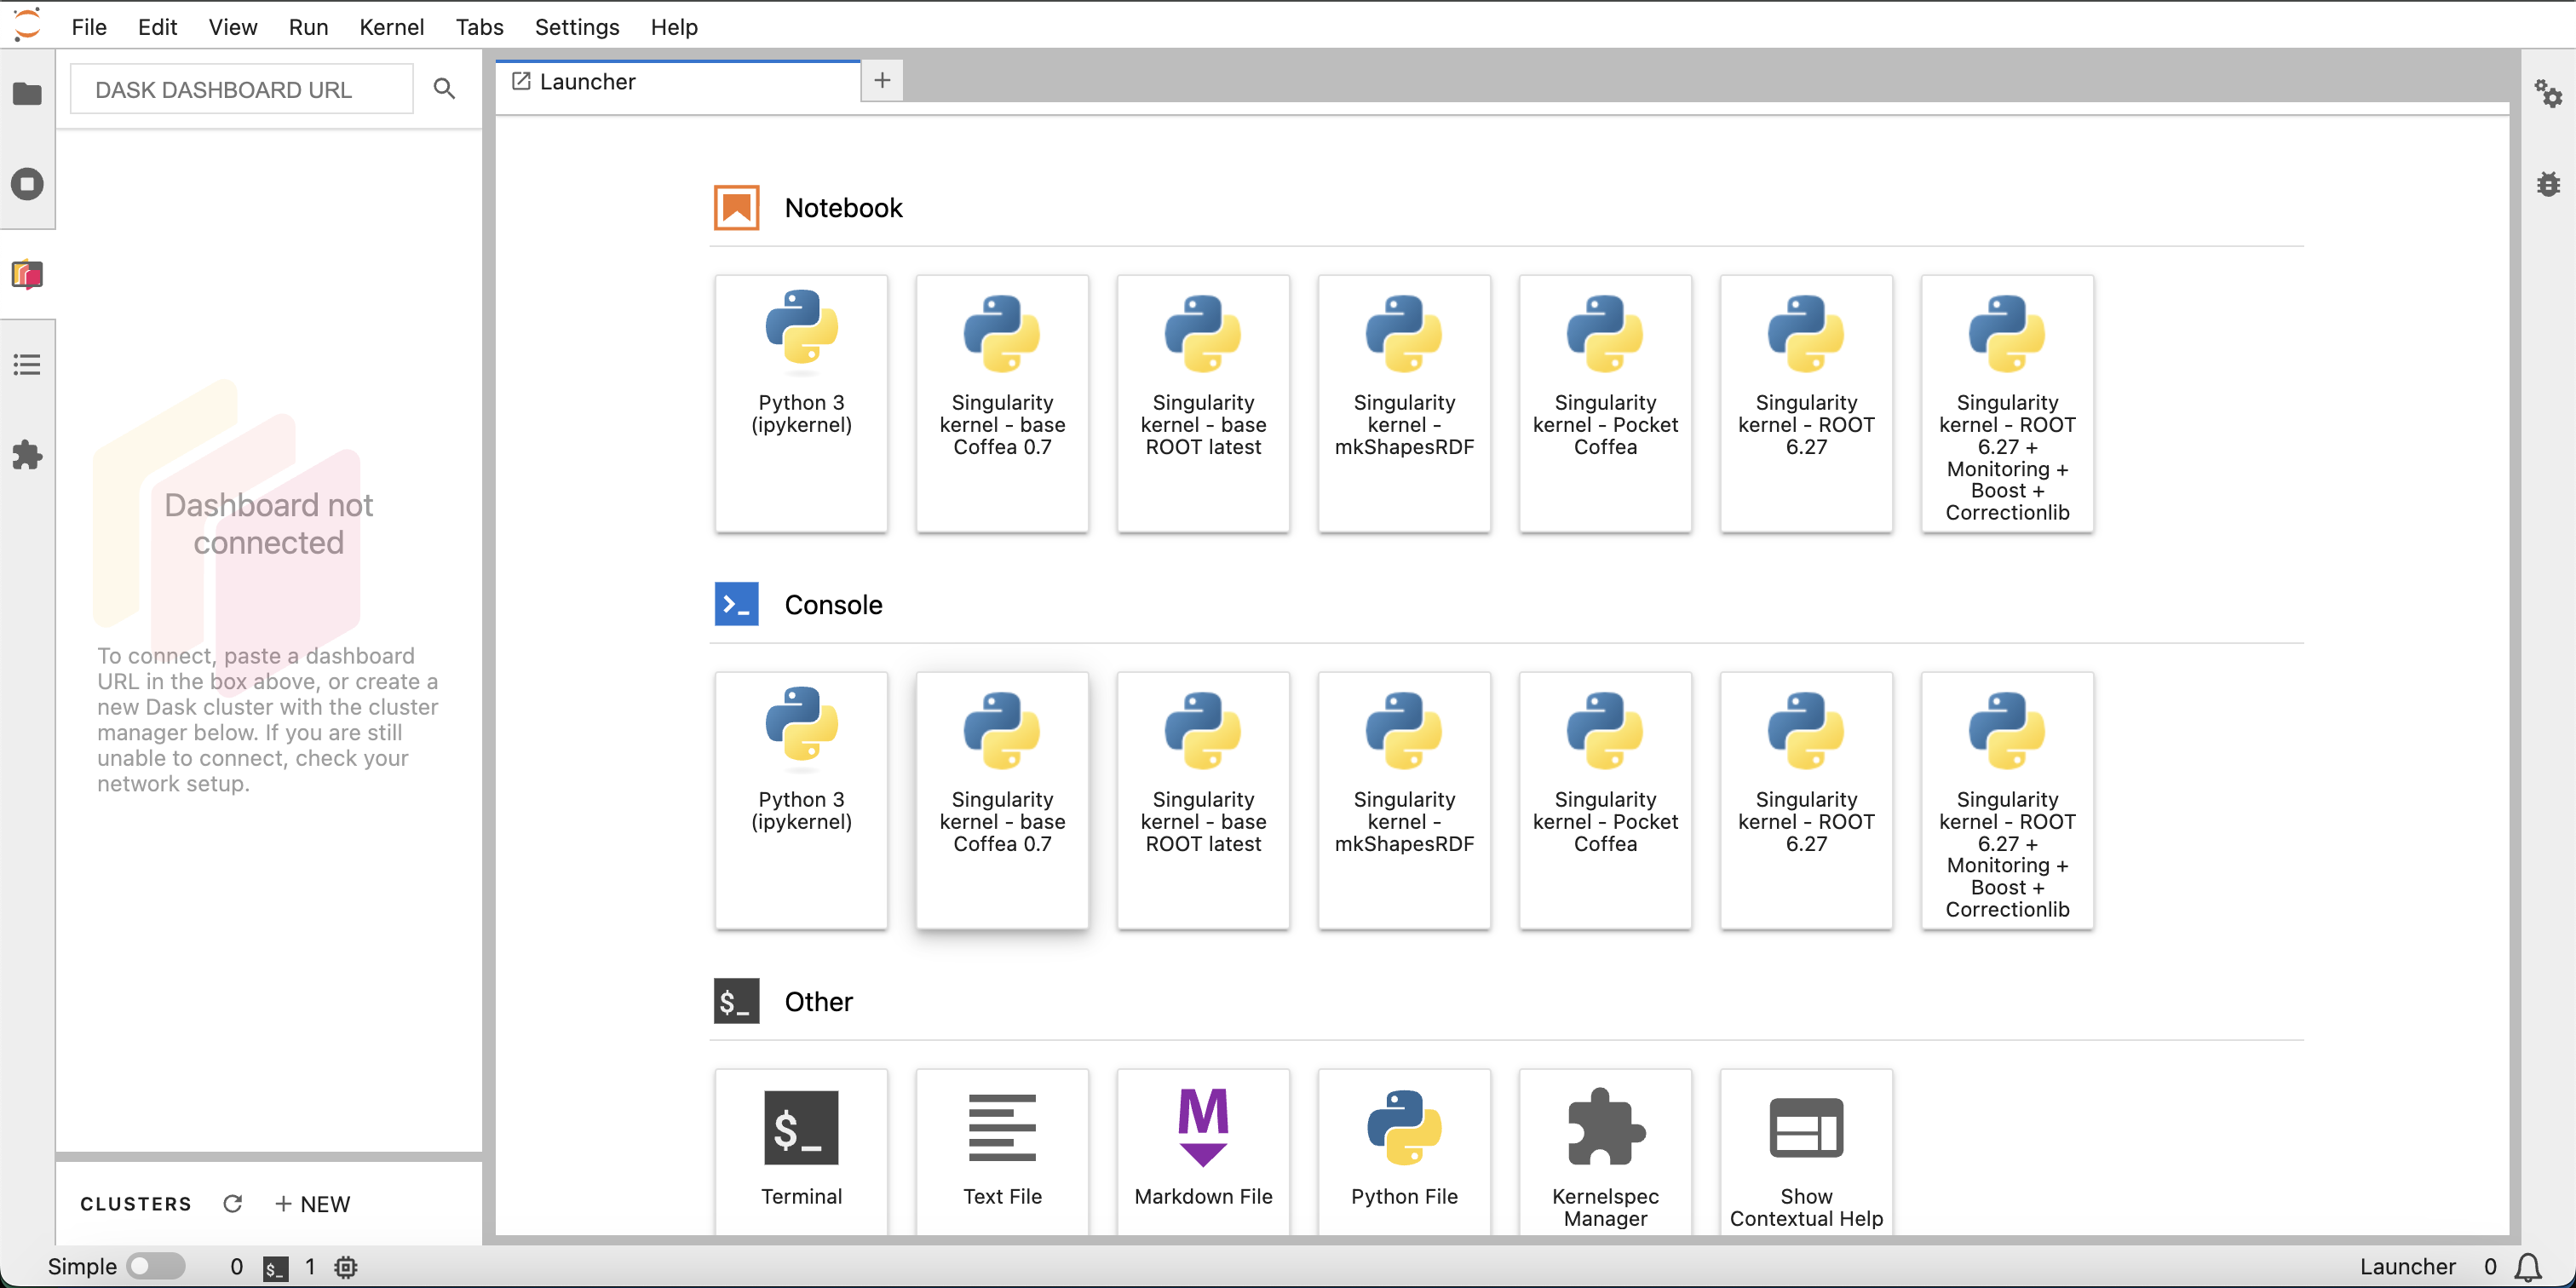 File Edit View Run Kernel Tabs Settings Help
DASK DASHBOARD URL
Launcher
Dashboard not
connected
To connect, paste a dashboard
URL in the box above, or create a
new Dask cluster with the cluster
manager below. If you are still
unable to connect, check your
network setup.
CLUSTERS
+ NEW
Notebook
Python 3
(ipykernel)
Singularity
kernel - base
Coffea 0.7
Singularity
kernel - base
ROOT latest
Singularity
kernel -
mkShapesRDF
Singularity
kernel - Pocket
Coffea
Singularity
kernel - ROOT
6.27
Singularity
kernel - ROOT
6.27 +
Monitoring +
Boost +
Correctionlib
Console
Python 3
(ipykernel)
Singularity
kernel - base
Coffea 0.7
Singularity
kernel - base
ROOT latest
Singularity
kernel -
mkShapesRDF
Singularity
kernel - Pocket
Coffea
Singularity
kernel - ROOT
6.27
Singularity
kernel - ROOT
6.27 +
Monitoring +
Boost +
Correctionlib
$_ Other
$_
Terminal
Text File
M
Markdown File
Python File
Kernelspec
Manager
Show
Contextual Help
Simple 0 $_ 1
Launcher 0